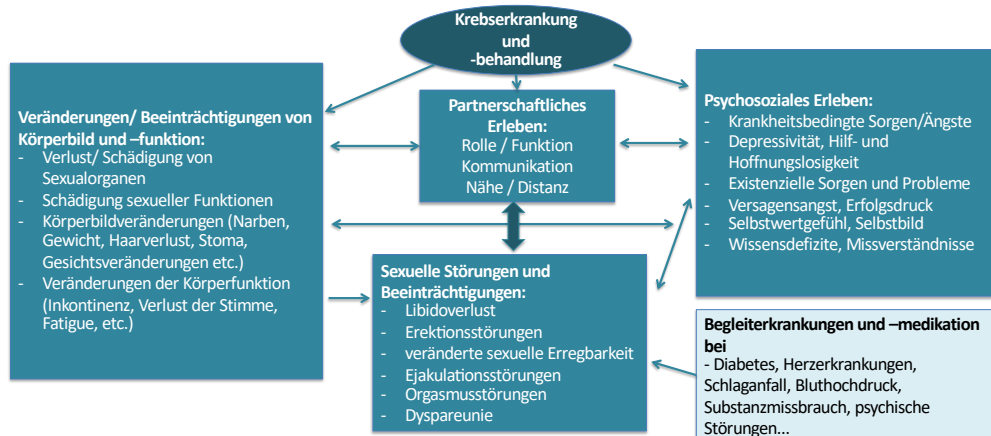 Krebserkrankung
und
-behandlung
Veränderungen/ Beeinträchtigungen von
Körperbild und –funktion:
- Verlust/ Schädigung von
Sexualorganen
- Schädigung sexueller Funktionen
- Körperbildveränderungen (Narben,
Gewicht, Haarverlust, Stoma,
Gesichtsveränderungen etc.)
- Veränderungen der Körperfunktion
(Inkontinenz, Verlust der Stimme,
Fatigue, etc.)
Partnerschaftliches
Erleben:
Rolle / Funktion
Kommunikation
Nähe / Distanz
Psychosoziales Erleben:
- Krankheitsbedingte Sorgen/Ängste
- Depressivität, Hilf- und
Hoffnungslosigkeit
- Existenzielle Sorgen und Probleme
- Versagensangst, Erfolgsdruck
- Selbstwertgefühl, Selbstbild
- Wissensdefizite, Missverständnisse
Sexuelle Störungen und
Beeinträchtigungen:
- Libidoverlust
- Erektionsstörungen
- veränderte sexuelle Erregbarkeit
- Ejakulationsstörungen
- Orgasmusstörungen
- Dyspareunie
Begleiterkrankungen und –medikation
bei
- Diabetes, Herzerkrankungen,
Schlaganfall, Bluthochdruck,
Substanzmissbrauch, psychische
Störungen...